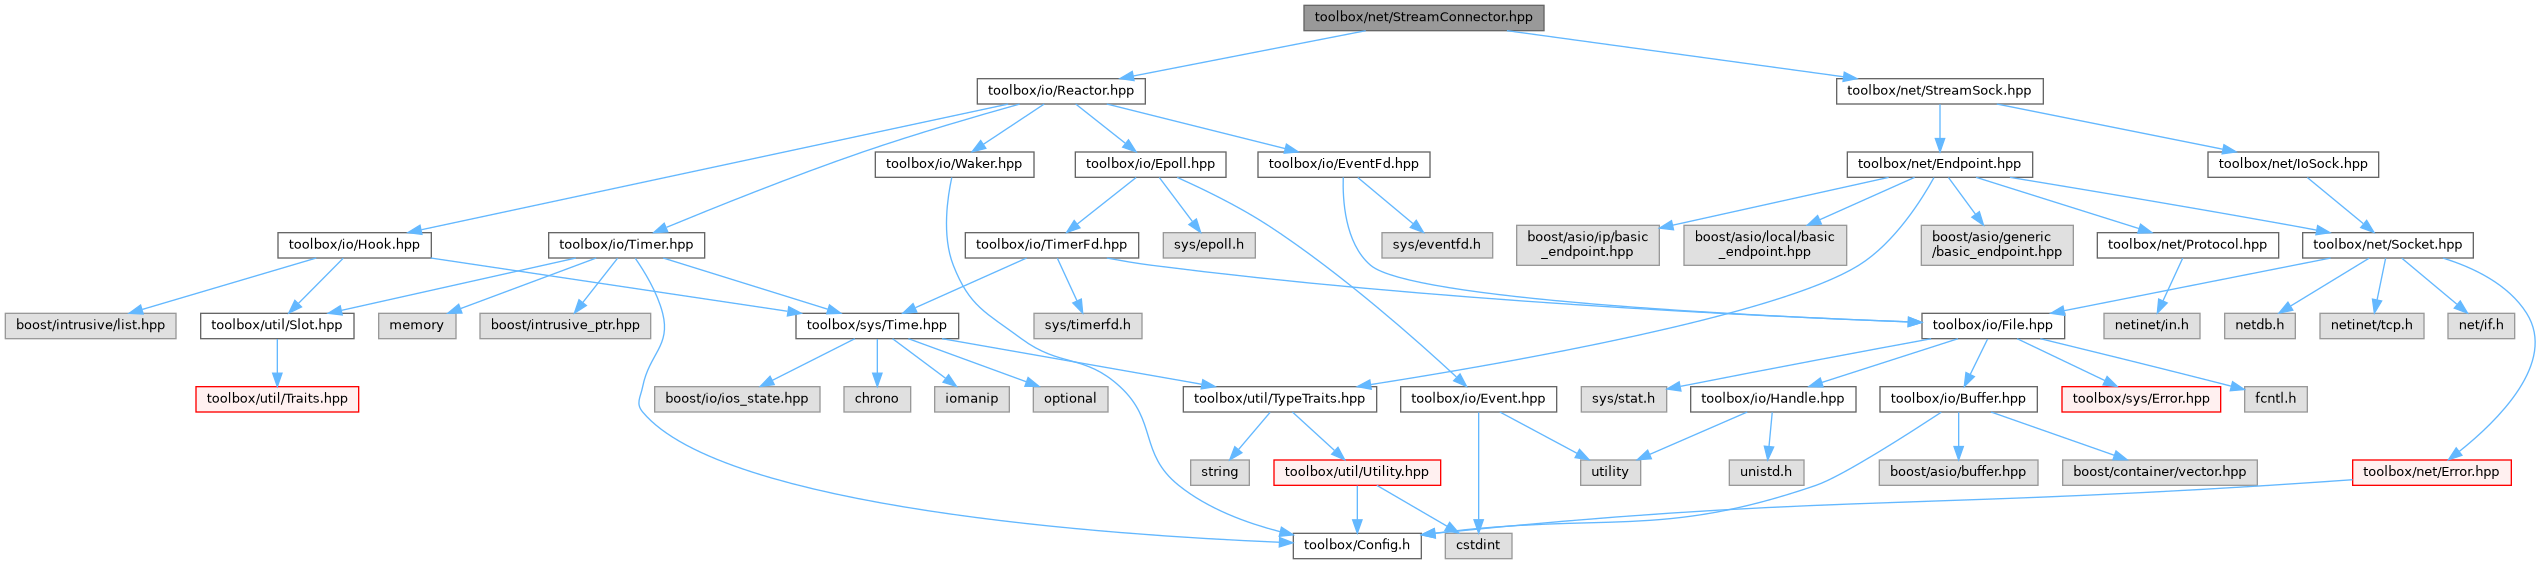 toolbox/net/StreamConnector.hpp
toolbox/io/Reactor.hpp
toolbox/net/StreamSock.hpp
toolbox/io/Waker.hpp
toolbox/io/Epoll.hpp
toolbox/io/EventFd.hpp
toolbox/net/Endpoint.hpp
toolbox/net/IoSock.hpp
toolbox/io/Hook.hpp
toolbox/io/Timer.hpp
toolbox/io/TimerFd.hpp
sys/epoll.h
sys/eventfd.h
boost/asio/ip/basic
_endpoint.hpp
boost/asio/local/basic
_endpoint.hpp
boost/asio/generic
/basic_endpoint.hpp
toolbox/net/Protocol.hpp
toolbox/net/Socket.hpp
boost/intrusive/list.hpp
toolbox/util/Slot.hpp
memory
boost/intrusive_ptr.hpp
toolbox/sys/Time.hpp
sys/timerfd.h
toolbox/io/File.hpp
netinet/in.h
netdb.h
netinet/tcp.h
net/if.h
toolbox/util/Traits.hpp
boost/io/ios_state.hpp
chrono
iomanip
optional
toolbox/util/TypeTraits.hpp
toolbox/io/Event.hpp
sys/stat.h
toolbox/io/Handle.hpp
toolbox/io/Buffer.hpp
toolbox/sys/Error.hpp
fcntl.h
string
toolbox/util/Utility.hpp
utility
unistd.h
boost/asio/buffer.hpp
boost/container/vector.hpp
toolbox/net/Error.hpp
toolbox/Config.h
cstdint